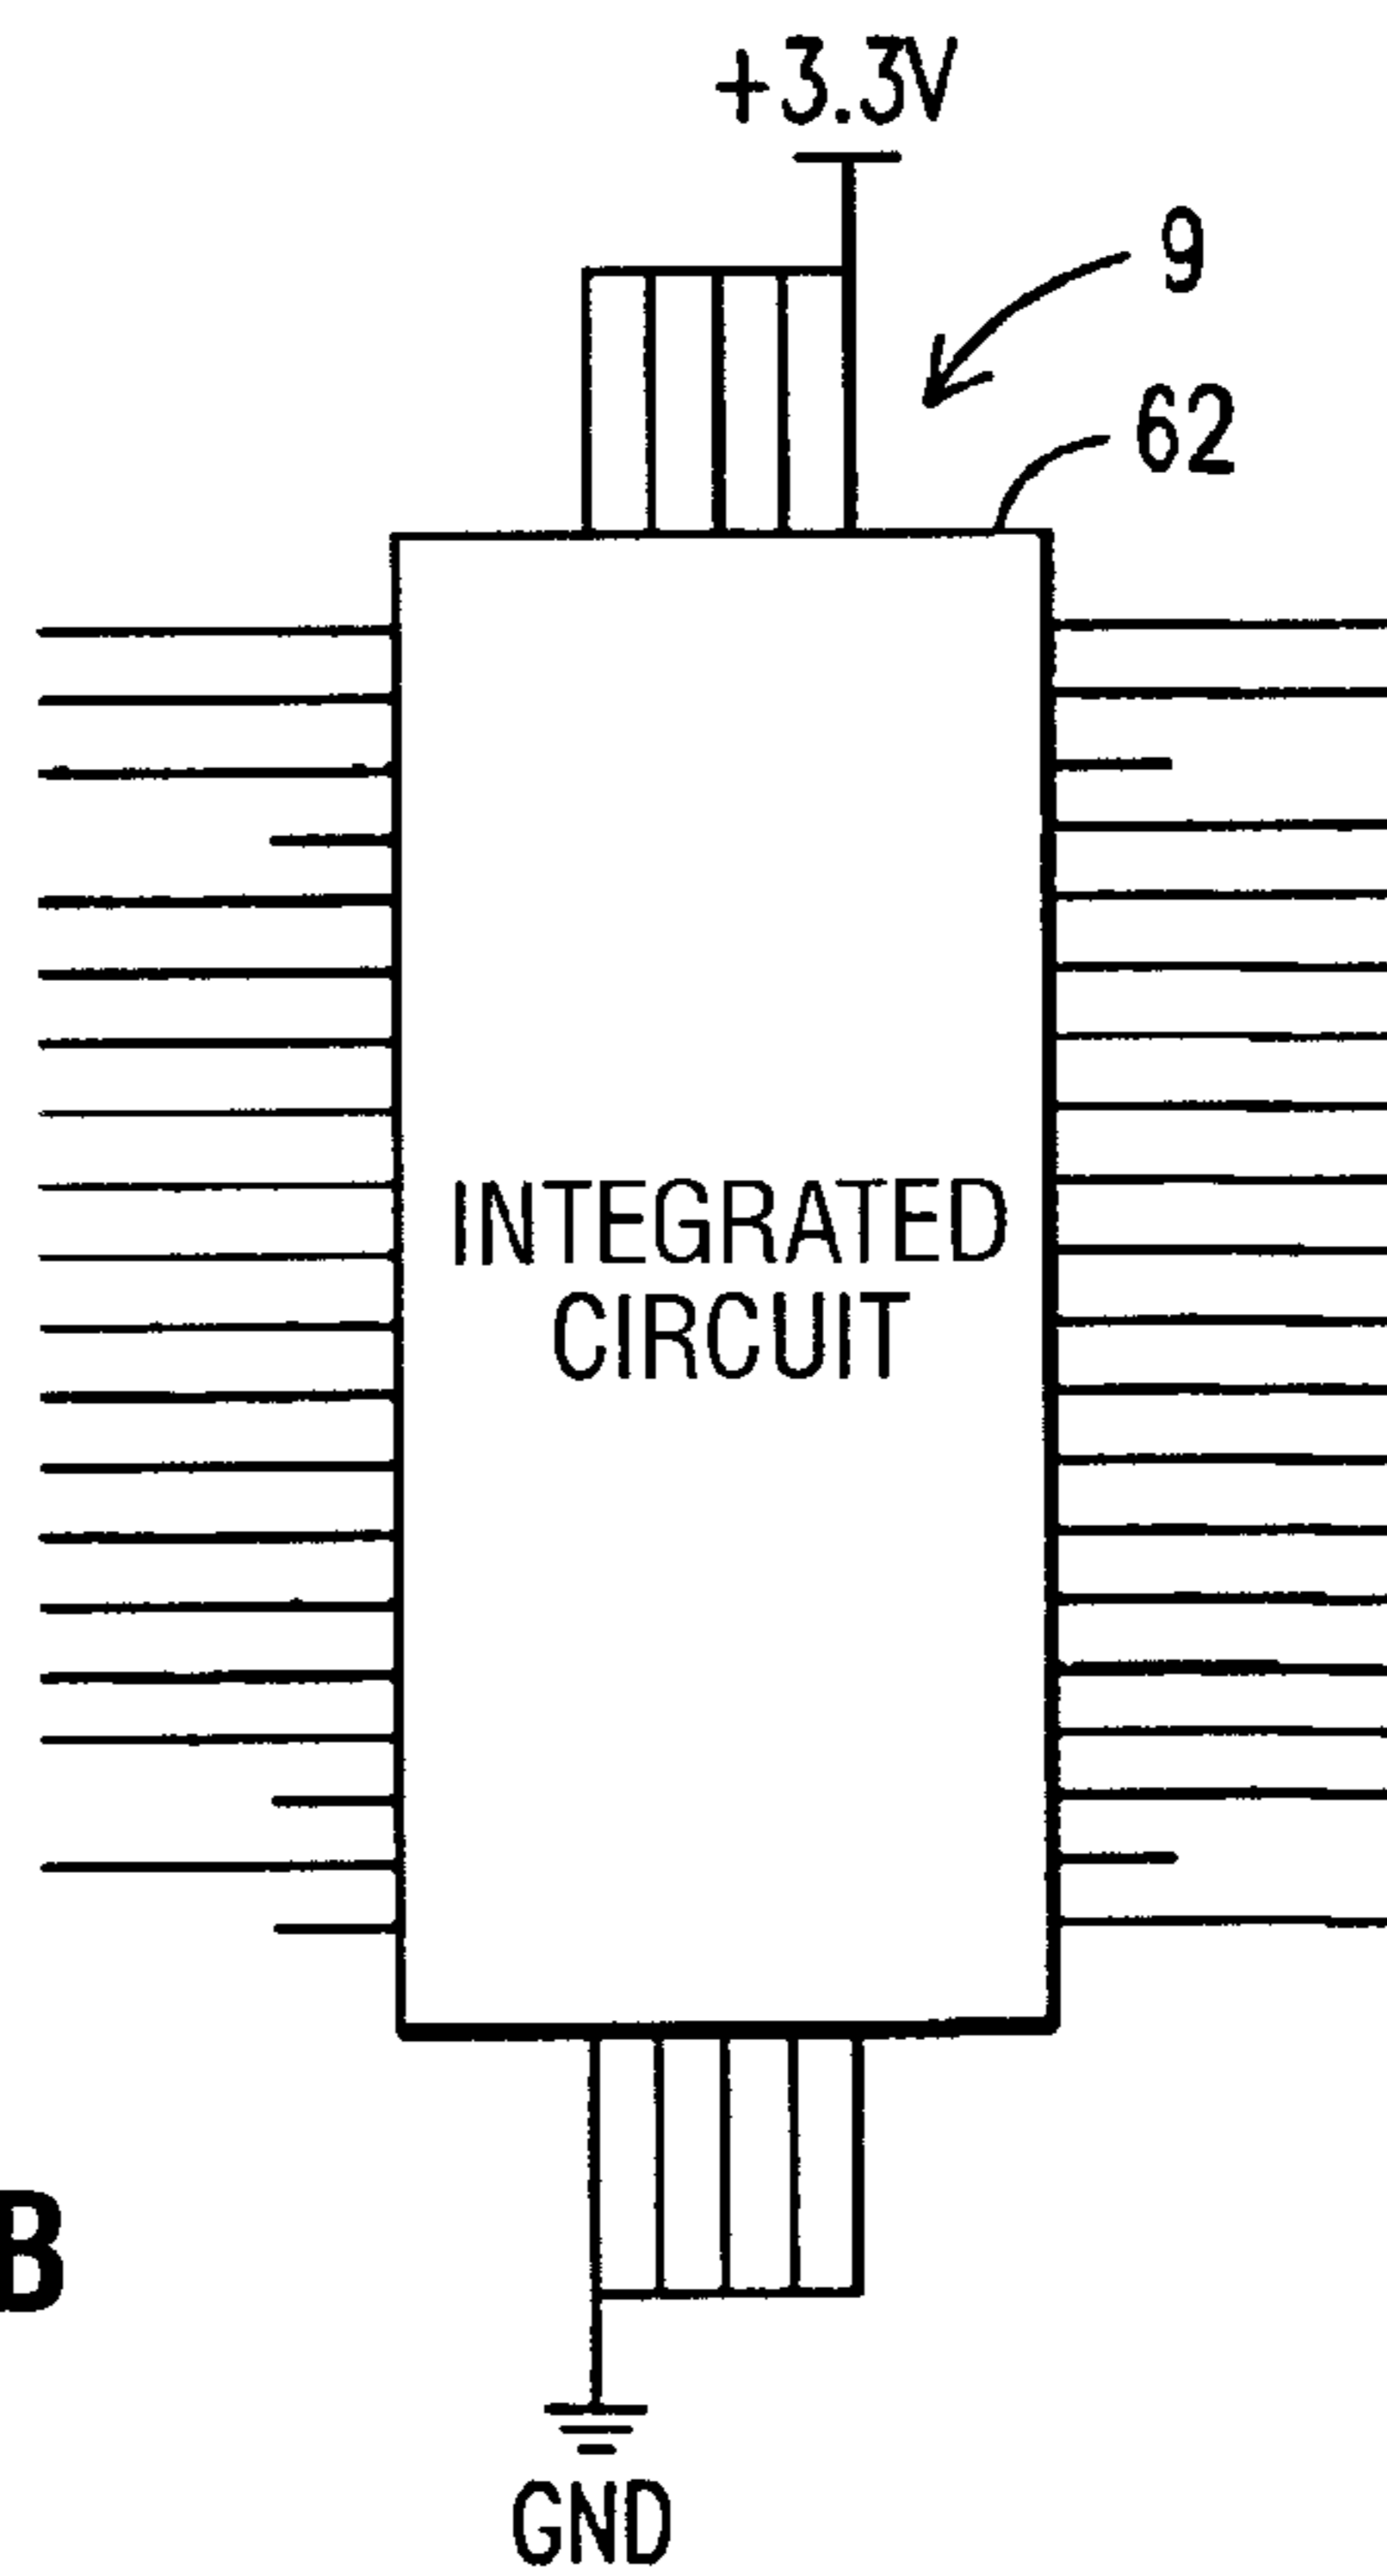 +3.3V
9
62
INTEGRATED
CIRCUIT
B
GND